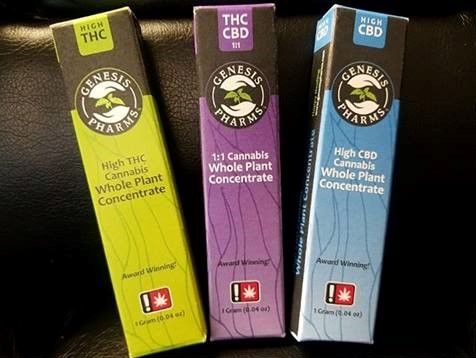 HIGH
THC
GENESIS
PHARMS
High THC
Cannabis
Whole Plant
Concentrate
Award Winning!
!
1 Gram (0.04 oz)
THC
CBD
1:1
GENESIS
PHARMS
1:1 Cannabis
Whole Plant
Concentrate
Award Winning!
!
1 Gram (0.04 oz)
HIGH
CBD
GENESIS
PHARMS
High CBD
Cannabis
Whole Plant
Concentrate
Award Winning!
!
1 Gram (0.04 oz)
HIGH
CBD
Whole Plant Concentrate